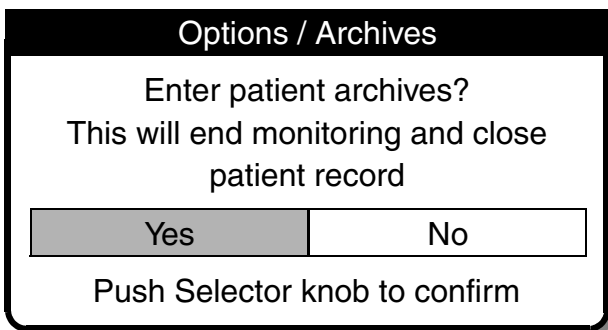 Options / Archives
Enter patient archives?
This will end monitoring and close
patient record
Yes No
Push Selector knob to confirm